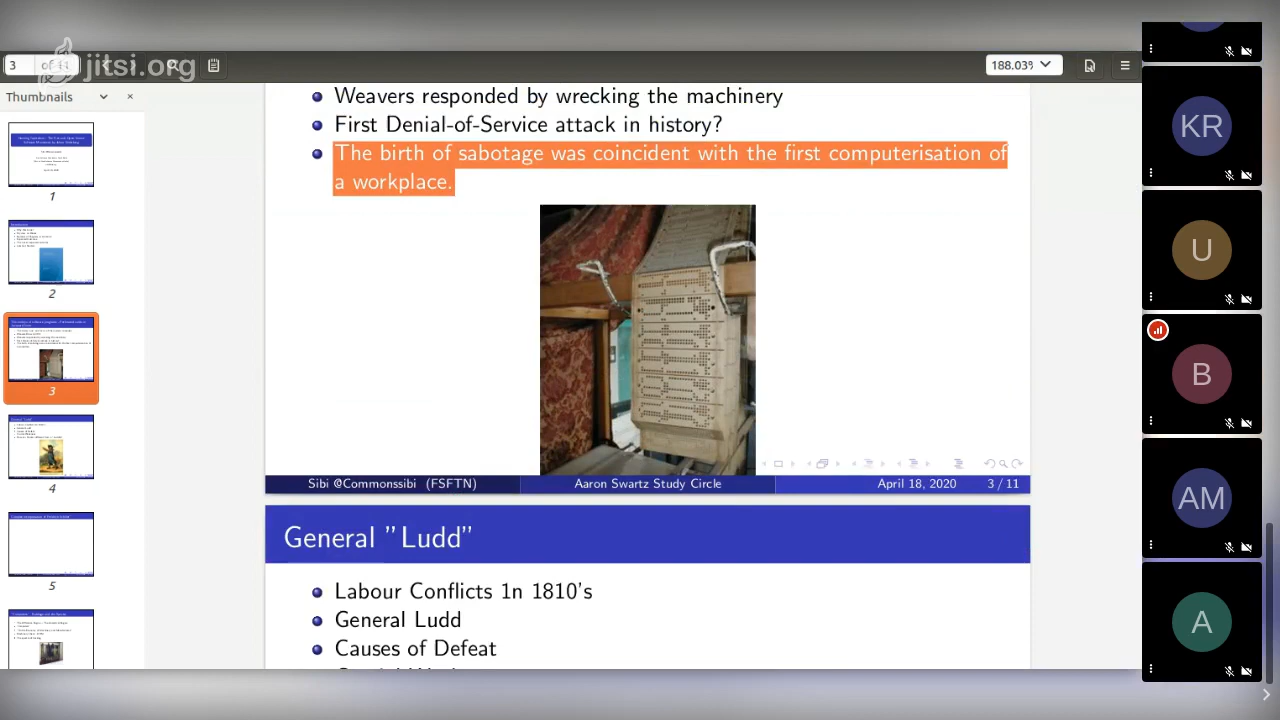 jitsi.org
3 of 11
188.03%
Thumbnails
1
2
3
4
5
Weavers responded by wrecking the machinery
First Denial-of-Service attack in history?
The birth of sabotage was coincident with the first computerisation of
a workplace.
Sibi @Commonssibi (FSFTN)
Aaron Swartz Study Circle
April 18, 2020
3 / 11
General "Ludd"
Labour Conflicts 1n 1810's
General Ludd
Causes of Defeat
KR
U
B
AM
A